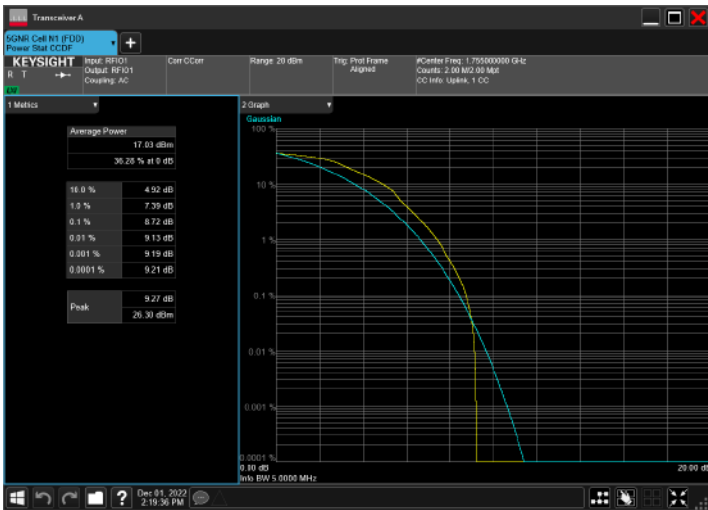 Transceiver A
5GNR Cell N1 (FDD)
Power Stat CCDF
KEYSIGHT
R T
Input: RFIO1
Output: RFIO1
Coupling: AC
Corr CCorr
Range: 20 dBm
Trig: Prot Frame
Aligned
#Center Freq: 1.755000000 GHz
Counts: 2.00 M/2.00 Mpt
CC Info: Uplink, 1 CC
1 Metrics
Average Power
17.03 dBm
36.28 % at 0 dB
10.0 % 4.92 dB
1.0 % 7.39 dB
0.1 % 8.72 dB
0.01 % 9.13 dB
0.001 % 9.19 dB
0.0001 % 9.21 dB
Peak 9.27 dB
26.30 dBm
2 Graph
Gaussian
100 %
10 %
1 %
0.1 %
0.01 %
0.001 %
0.0001 %
0.00 dB 20.00 dB
Info BW 5.0000 MHz
Dec 01, 2022
2:19:36 PM